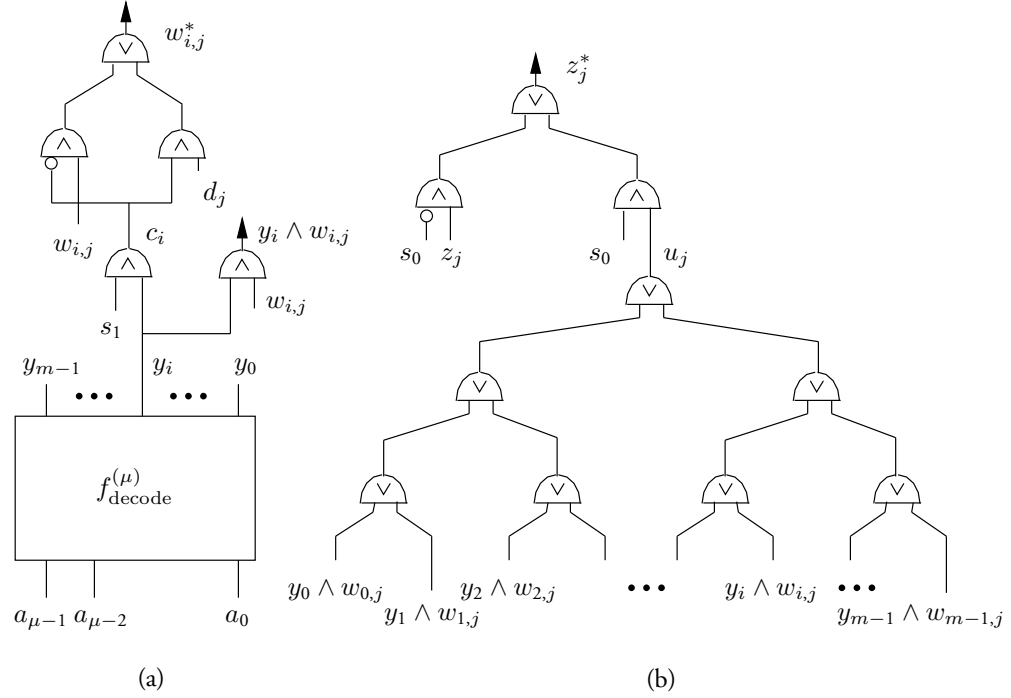 w*_{i,j}
∨
∧ ∧
d_j
w_{i,j} c_i
∧ ∧ y_i ∧ w_{i,j}
s_1 w_{i,j}
y_{m−1} y_i y_0
••• •••
f^{(μ)}_{decode}
a_{μ−1} a_{μ−2} a_0
(a)
z*_j
∨
∧ ∧
s_0 z_j s_0 u_j
∨
∨ ∨
∨ ∨ ∨ ∨
y_0 ∧ w_{0,j} y_2 ∧ w_{2,j} ••• y_i ∧ w_{i,j} •••
y_1 ∧ w_{1,j} y_{m−1} ∧ w_{m−1,j}
(b)